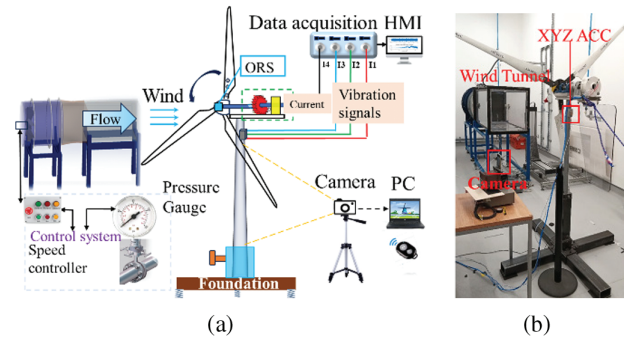 Data acquisition HMI
I4 I3 I2 I1
ORS
Wind
Flow
Current
Vibration
signals
Pressure
Gauge
Camera
PC
Control system
Speed
controller
Foundation
XYZ ACC
Wind Tunnel
Camera
(a)
(b)